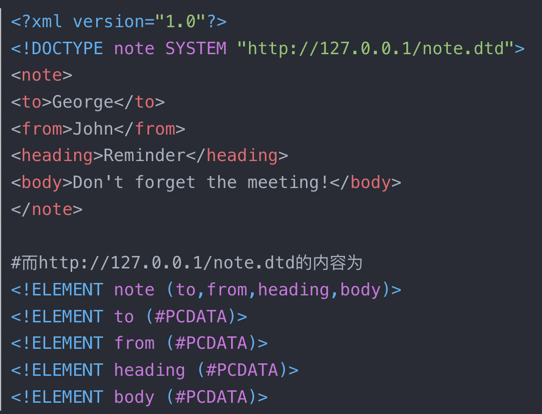 <?xml version="1.0"?>
<!DOCTYPE note SYSTEM "http://127.0.0.1/note.dtd">
<note>
<to>George</to>
<from>John</from>
<heading>Reminder</heading>
<body>Don't forget the meeting!</body>
</note>
#而http://127.0.0.1/note.dtd的内容为
<!ELEMENT note (to,from,heading,body)>
<!ELEMENT to (#PCDATA)>
<!ELEMENT from (#PCDATA)>
<!ELEMENT heading (#PCDATA)>
<!ELEMENT body (#PCDATA)>